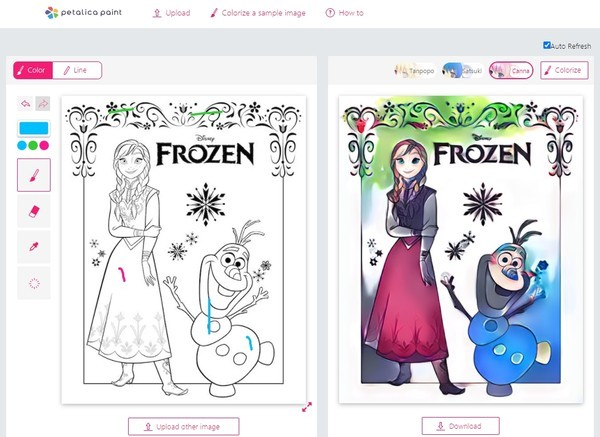 petalica paint
Upload
Colorize a sample image
How to
Auto Refresh
Color
Line
Tanpopo
Satsuki
Canna
Colorize
Disney
FROZEN
Disney
FROZEN
Upload other image
Download